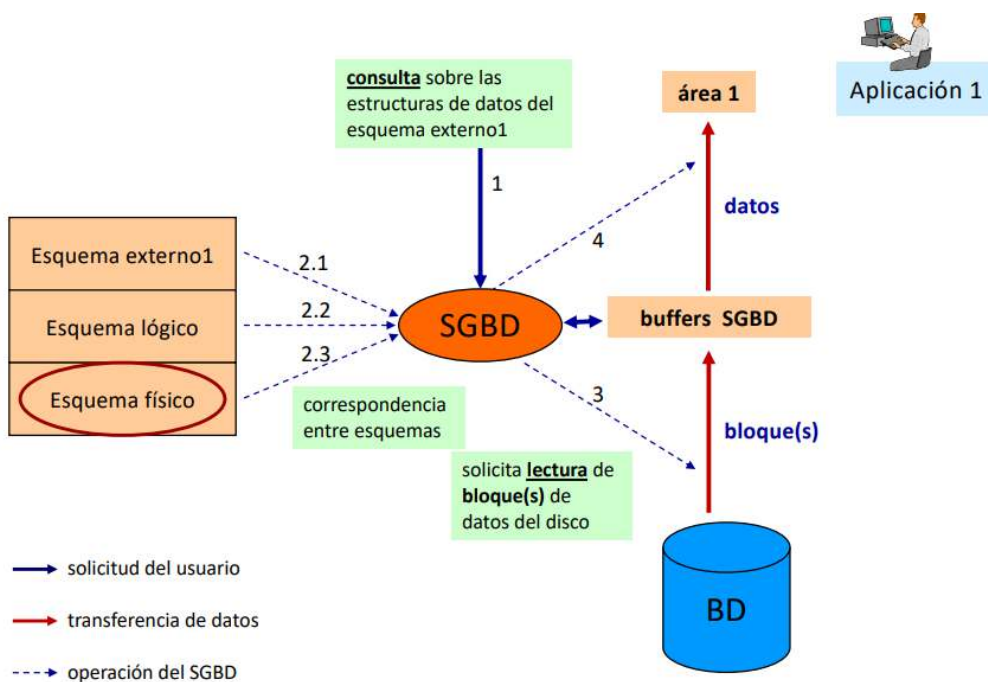 consulta sobre las
estructuras de datos del
esquema externo1
área 1
Aplicación 1
1
datos
4
Esquema externo1
2.1
Esquema lógico
2.2
SGBD
buffers SGBD
2.3
Esquema físico
3
correspondencia
entre esquemas
bloque(s)
solicita lectura de
bloque(s) de
datos del disco
solicitud del usuario
BD
transferencia de datos
operación del SGBD